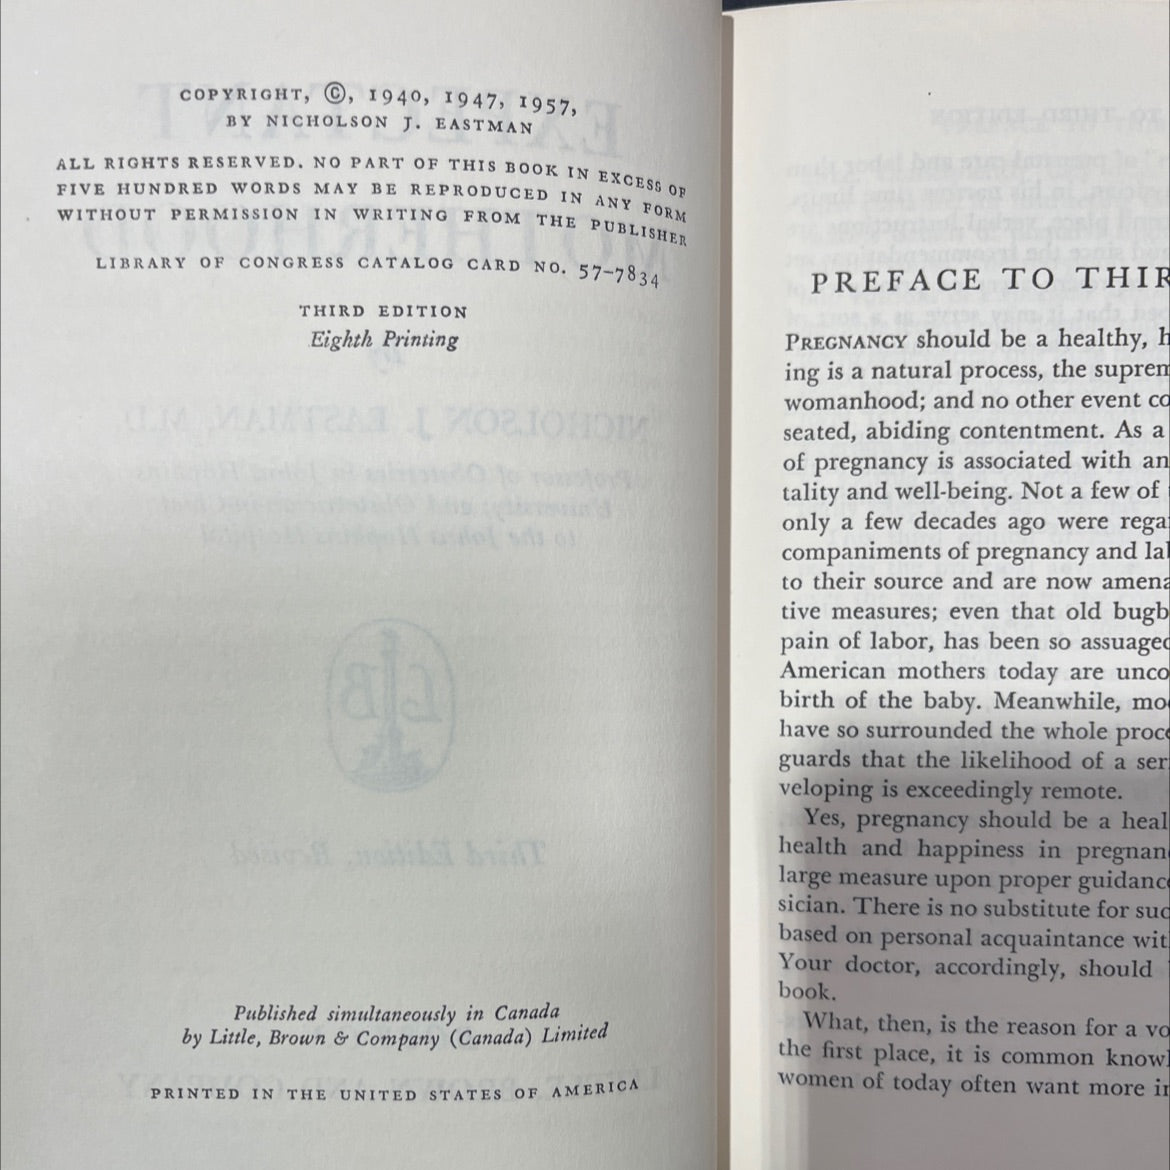 COPYRIGHT, ©, 1940, 1947, 1957,
BY NICHOLSON J. EASTMAN
ALL RIGHTS RESERVED. NO PART OF THIS BOOK IN EXCESS OF
FIVE HUNDRED WORDS MAY BE REPRODUCED IN ANY FORM
WITHOUT PERMISSION IN WRITING FROM THE PUBLISHER
LIBRARY OF CONGRESS CATALOG CARD NO. 57–7834
THIRD EDITION
Eighth Printing
Published simultaneously in Canada
by Little, Brown & Company (Canada) Limited
PRINTED IN THE UNITED STATES OF AMERICA
PREFACE TO THIR
PREGNANCY should be a healthy, h
ing is a natural process, the suprem
womanhood; and no other event co
seated, abiding contentment. As a
of pregnancy is associated with an
tality and well-being. Not a few of
only a few decades ago were rega
companiments of pregnancy and la
to their source and are now amena
tive measures; even that old bugb
pain of labor, has been so assuaged
American mothers today are unco
birth of the baby. Meanwhile, mo
have so surrounded the whole proce
guards that the likelihood of a ser
veloping is exceedingly remote.
Yes, pregnancy should be a heal
health and happiness in pregnan
large measure upon proper guidanc
sician. There is no substitute for suc
based on personal acquaintance wit
Your doctor, accordingly, should
book.
What, then, is the reason for a vo
the first place, it is common knowl
women of today often want more in